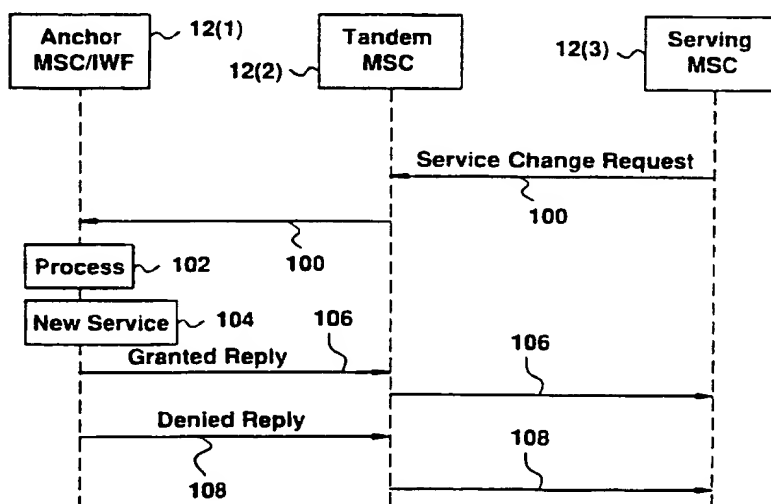 Anchor
MSC/IWF
12(1)
Tandem
MSC
12(2)
Serving
MSC
12(3)
Service Change Request
100
100
Process
102
New Service
104
106
Granted Reply
106
Denied Reply
108
108